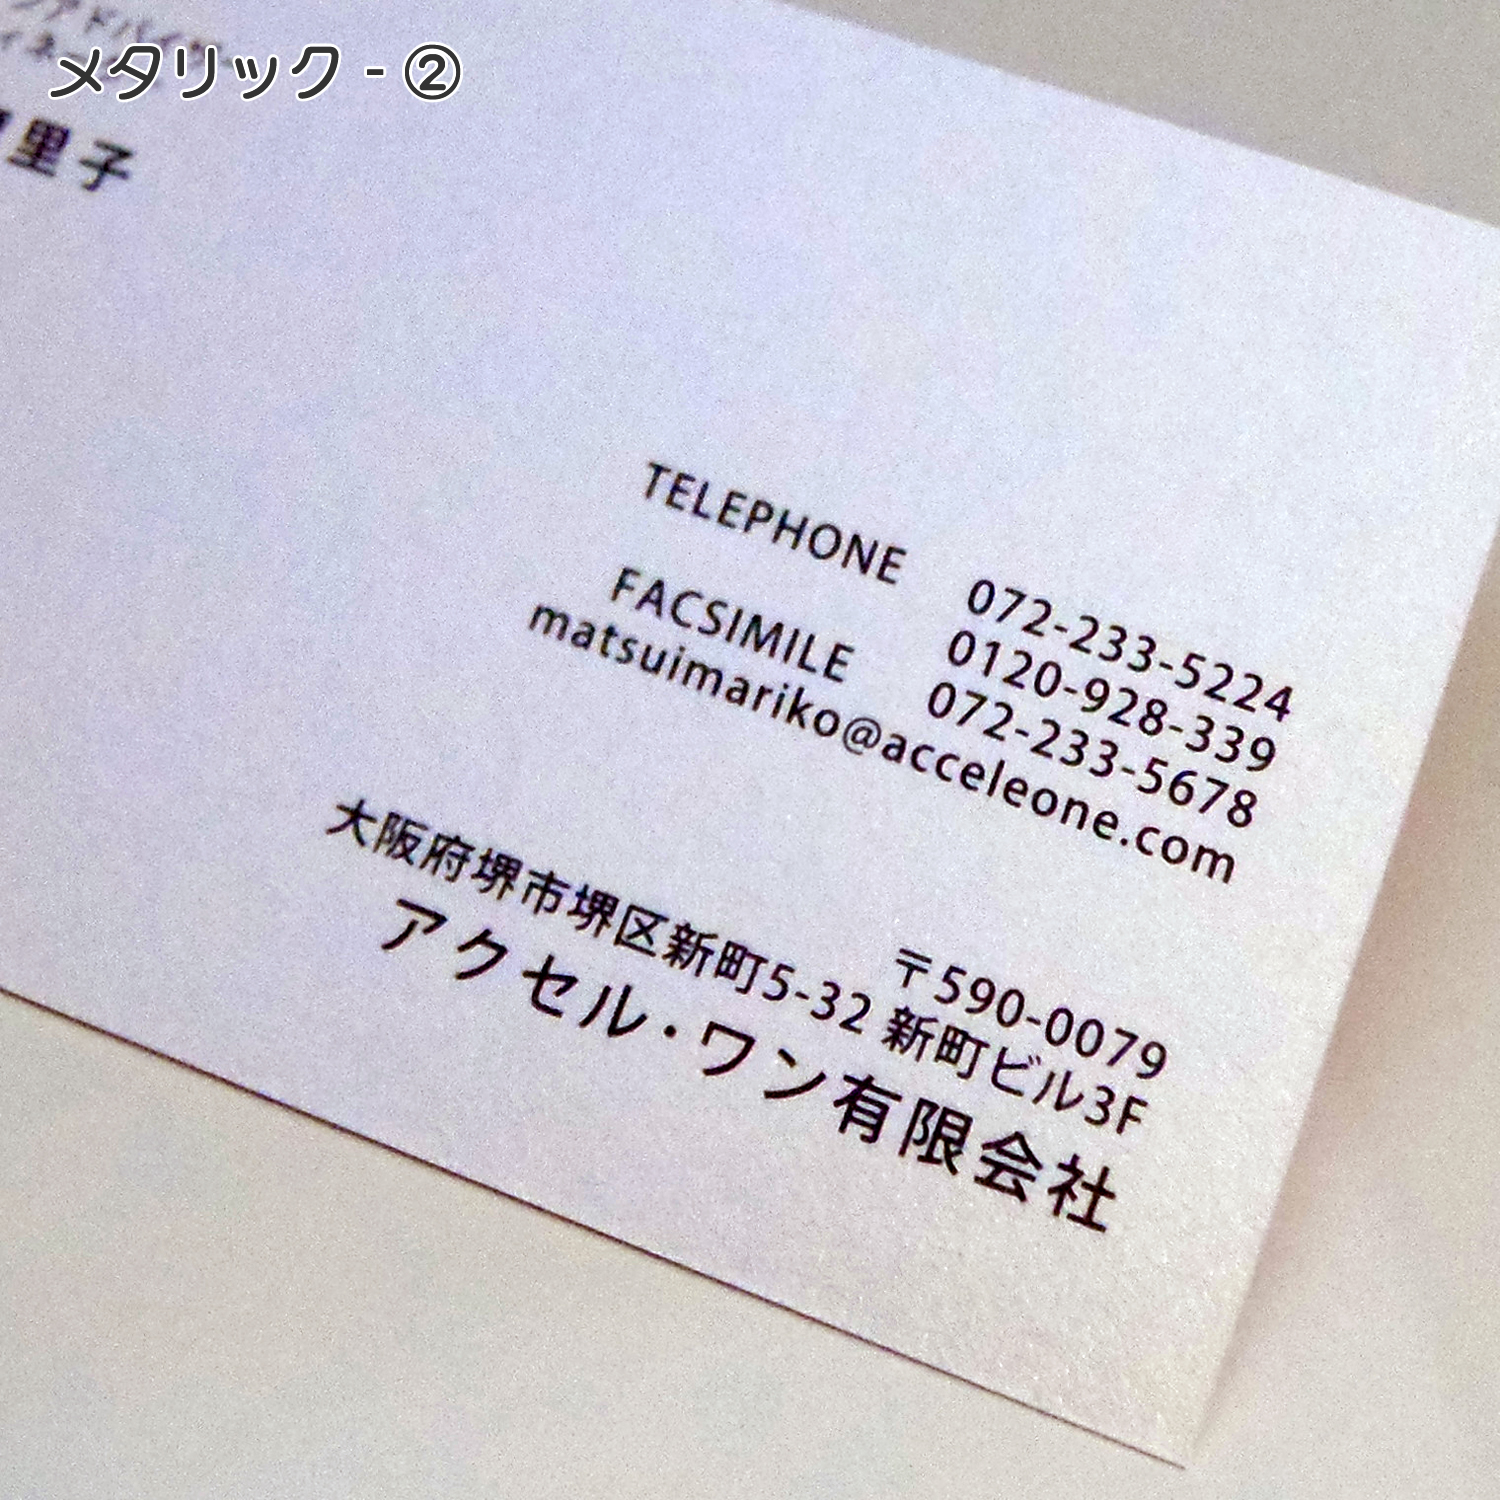 メタリック - ②
里子
TELEPHONE 072-233-5224
0120-928-339
FACSIMILE 072-233-5678
matsuimariko@acceleone.com
〒590-0079
大阪府堺市堺区新町5-32 新町ビル3F
アクセル・ワン有限会社